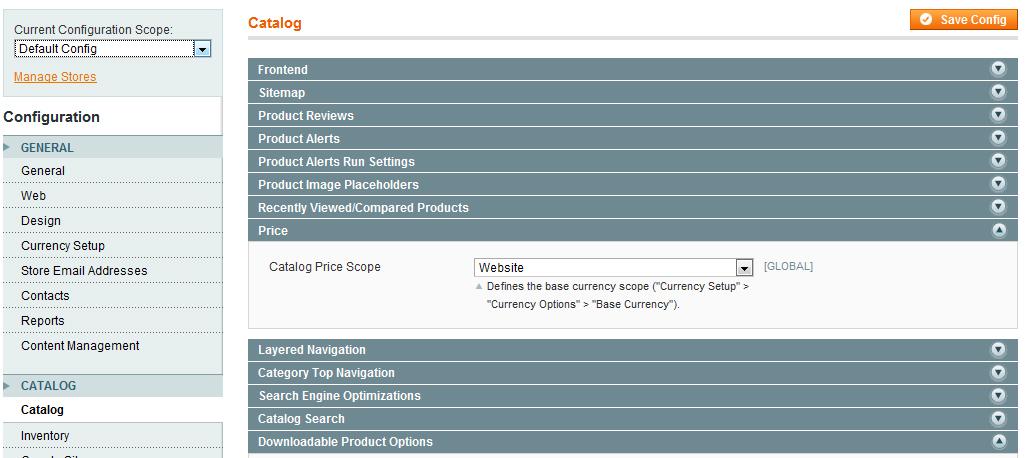 Current Configuration Scope:
Default Config
Manage Stores
Configuration
GENERAL
General
Web
Design
Currency Setup
Store Email Addresses
Contacts
Reports
Content Management
CATALOG
Catalog
Inventory
Catalog
Save Config
Frontend
Sitemap
Product Reviews
Product Alerts
Product Alerts Run Settings
Product Image Placeholders
Recently Viewed/Compared Products
Price
Catalog Price Scope
Website
[GLOBAL]
Defines the base currency scope ("Currency Setup" >
"Currency Options" > "Base Currency").
Layered Navigation
Category Top Navigation
Search Engine Optimizations
Catalog Search
Downloadable Product Options